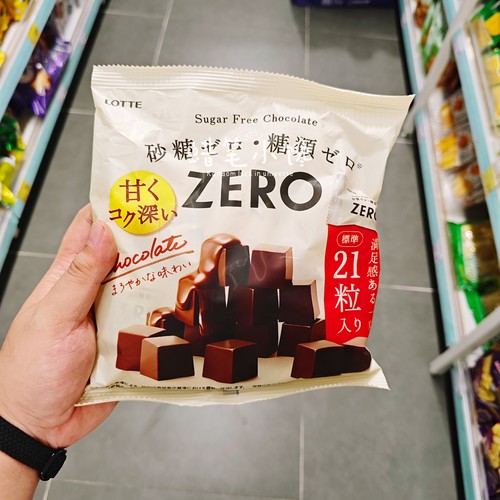 LOTTE
Sugar Free Chocolate
砂糖ゼロ・糖類ゼロ※
ZERO
甘く
コク深い
chocolate
まろやかな味わい
ZERO
標準
21
粒
入り
満足感ある